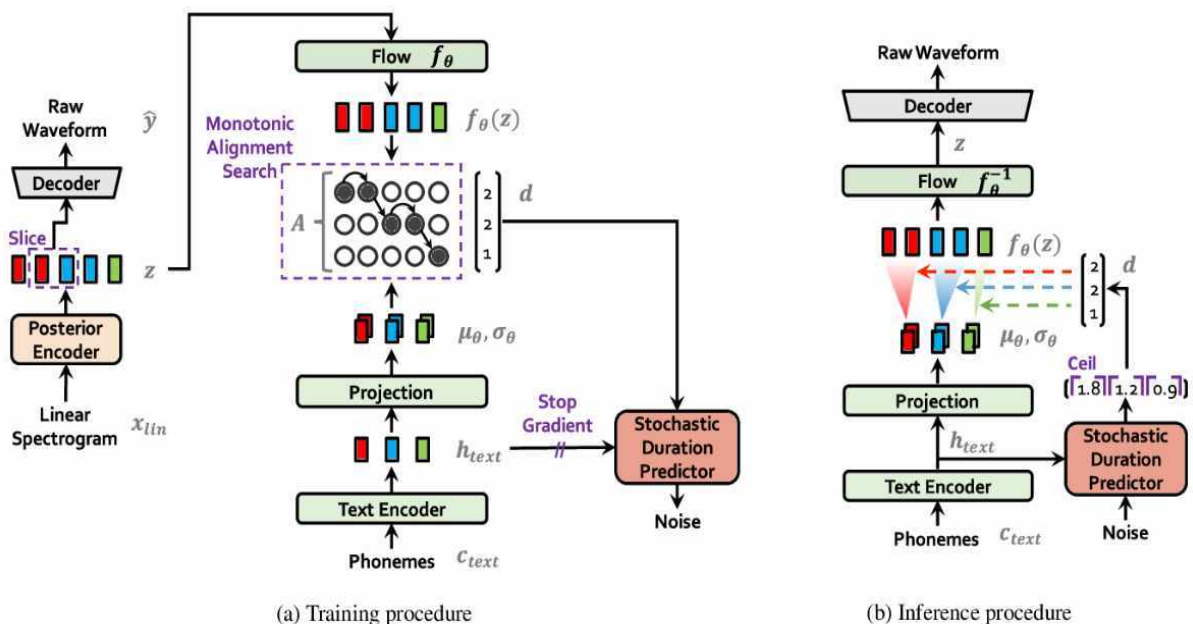 Flow f_θ
f_θ(z)
Monotonic
Alignment
Search
A
2
2
1
d
μ_θ, σ_θ
Projection
h_text
Stop
Gradient
Stochastic
Duration
Predictor
Noise
Text Encoder
Phonemes c_text
Raw
Waveform ŷ
Decoder
Slice
z
Posterior
Encoder
Linear
Spectrogram x_lin
(a) Training procedure
Raw Waveform
Decoder
z
Flow f_θ^-1
f_θ(z)
2
2
1
d
μ_θ, σ_θ
Ceil
1.8 1.2 0.9
Projection
h_text
Stochastic
Duration
Predictor
Text Encoder
Noise
Phonemes c_text
(b) Inference procedure